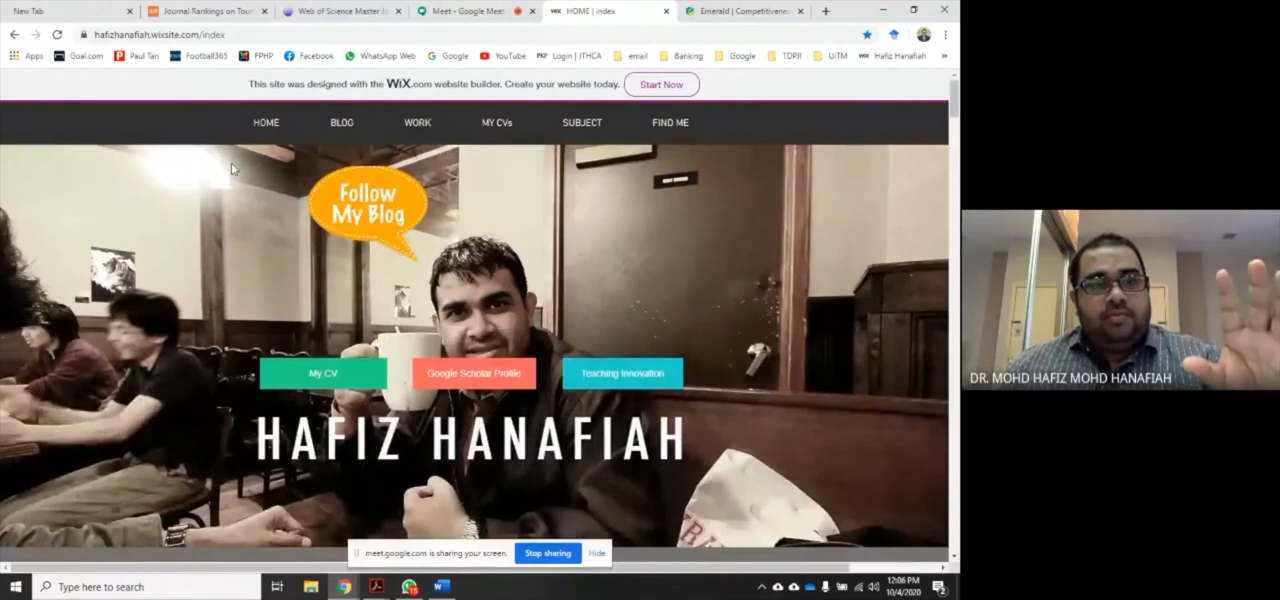 New Tab
Journal Rankings on Tour
Web of Science Master Jo
Meet - Google Meet
HOME | index
Emerald | Competitivenes
hafizhanafiah.wixsite.com/index
Apps
Goal.com
Paul Tan
Football365
FPHP
Facebook
WhatsApp Web
Google
YouTube
Login | JTHCA
email
Banking
Google
TDPJI
UiTM
WIX Hafiz Hanafiah
This site was designed with the WiX.com website builder. Create your website today.
Start Now
HOME
BLOG
WORK
MY CVs
SUBJECT
FIND ME
Follow
My Blog
My CV
Google Scholar Profile
Teaching Innovation
HAFIZ HANAFIAH
DR. MOHD HAFIZ MOHD HANAFIAH
meet.google.com is sharing your screen.
Stop sharing
Hide
Type here to search
12:06 PM
10/4/2020